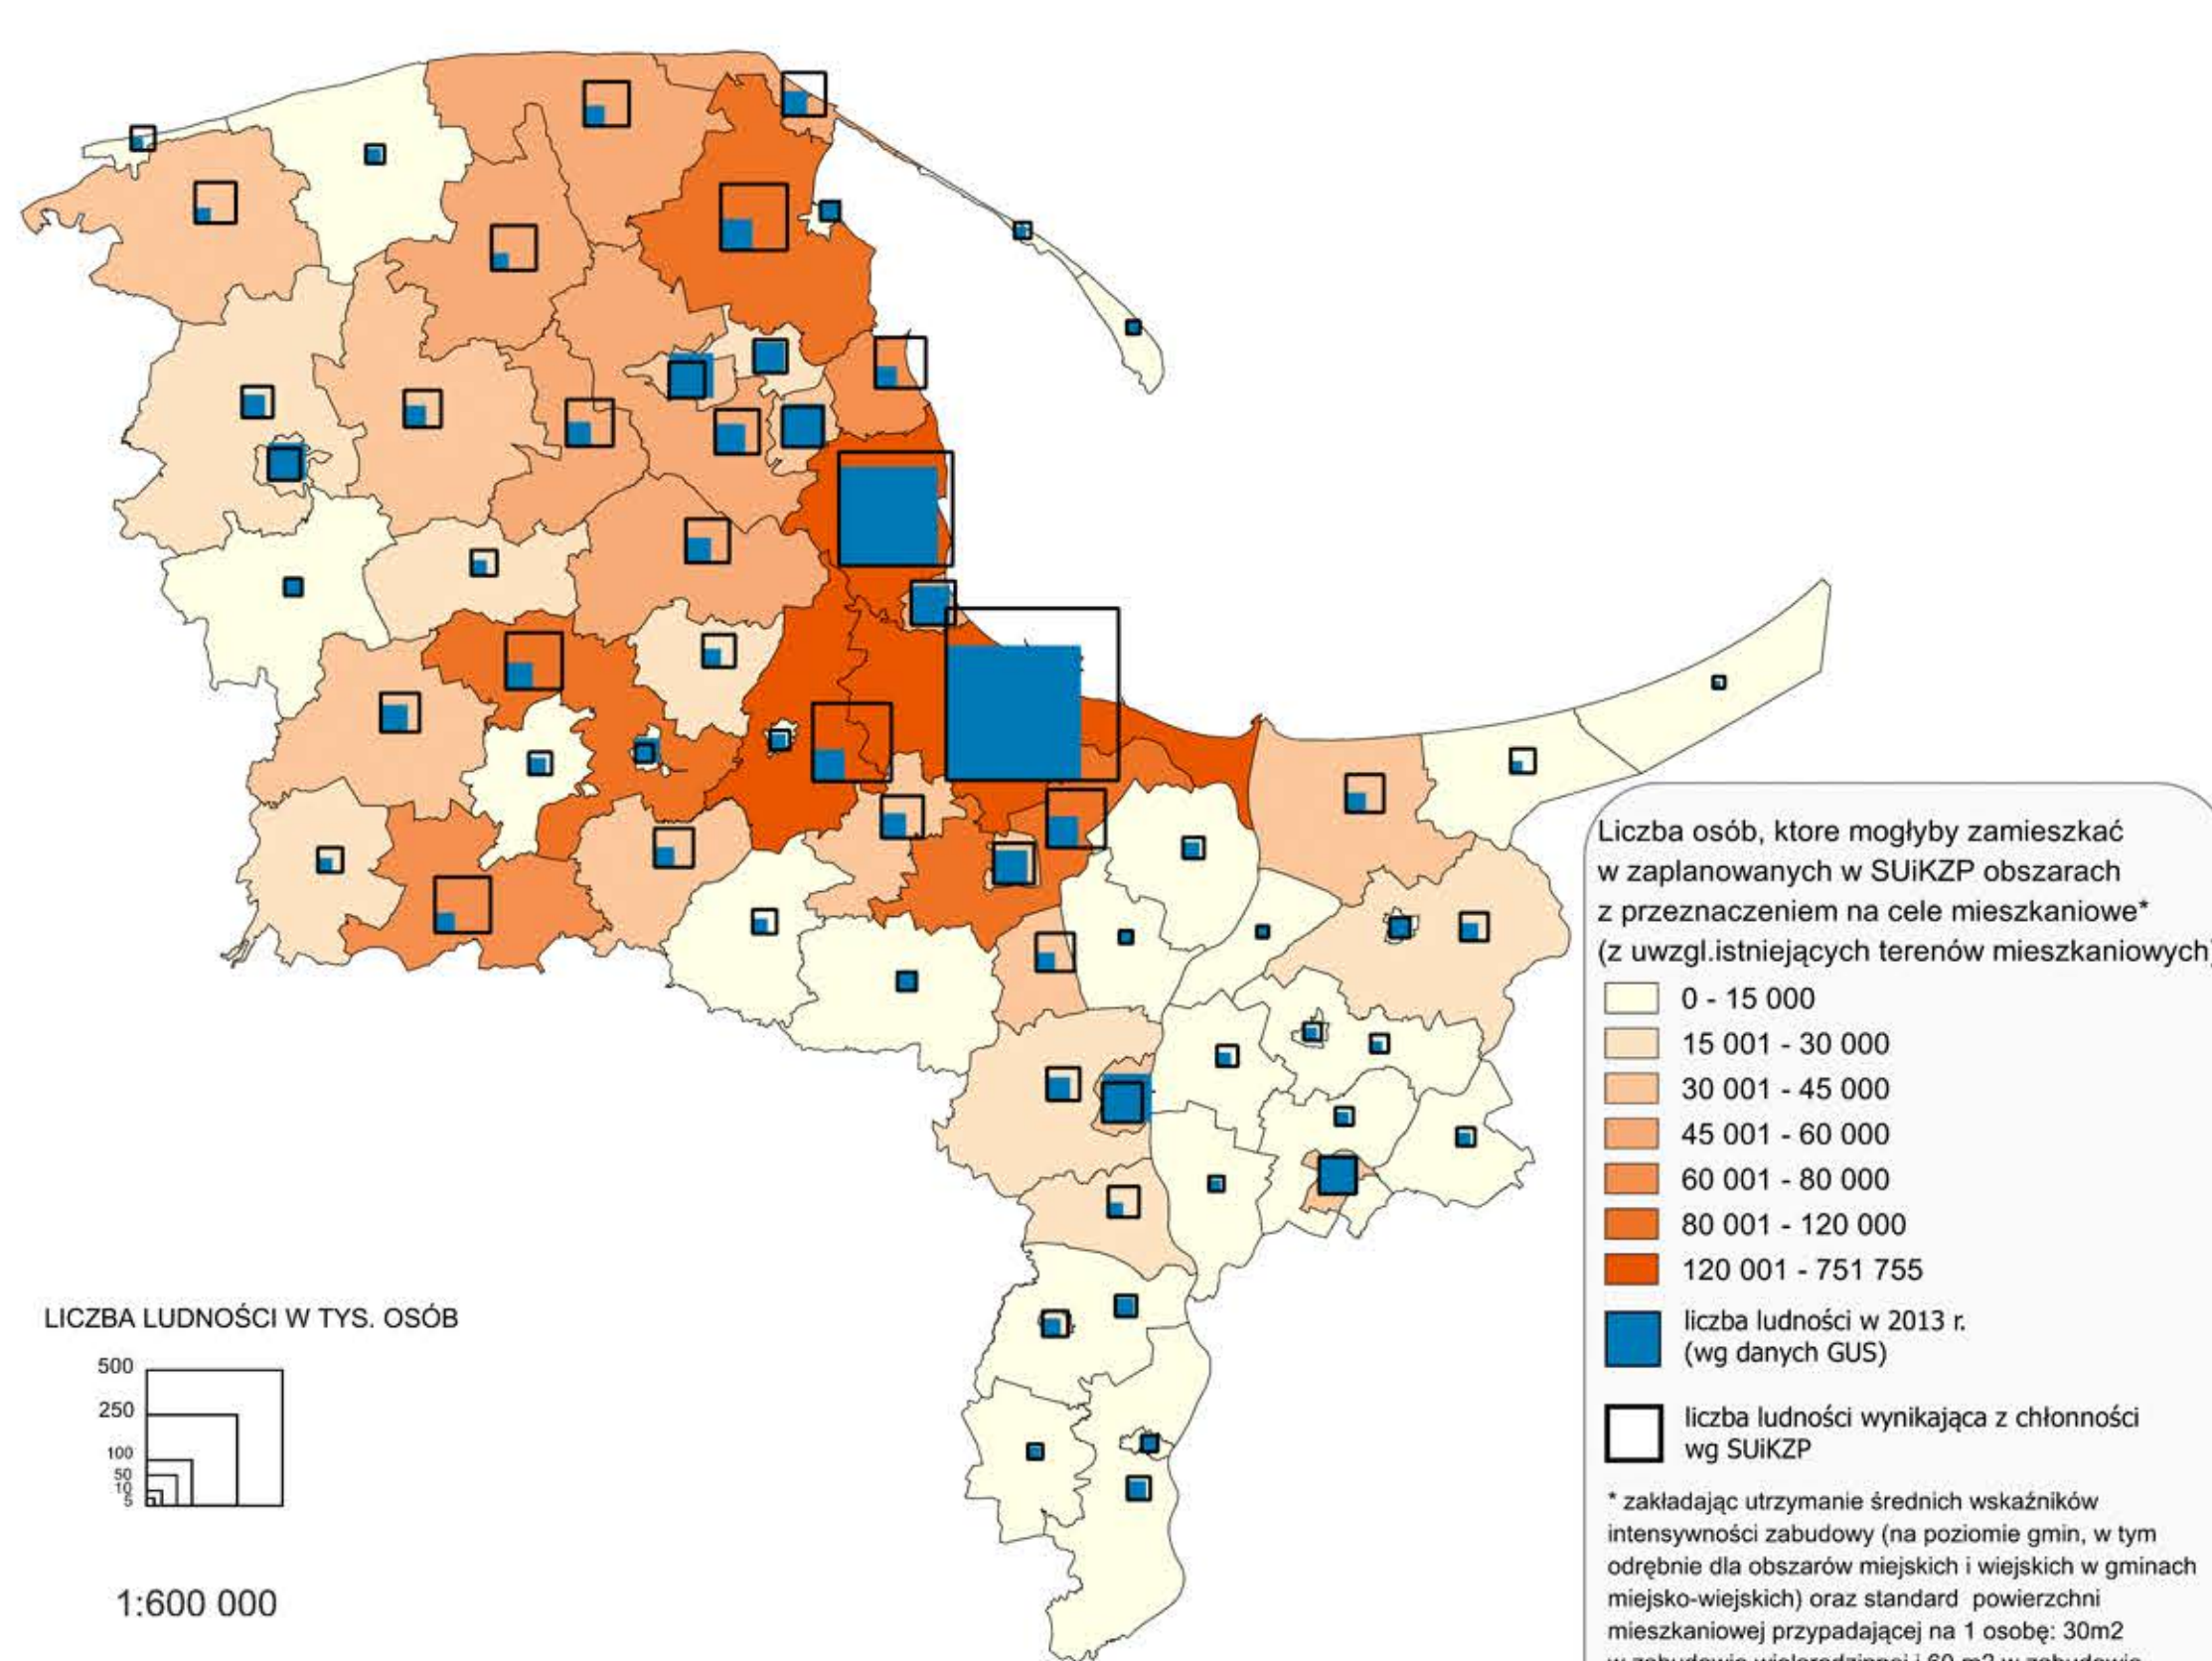 Liczba osób, ktore mogłyby zamieszkać
w zaplanowanych w SUiKZP obszarach
z przeznaczeniem na cele mieszkaniowe*
(z uwzgl.istniejących terenów mieszkaniowych)
0 - 15 000
15 001 - 30 000
30 001 - 45 000
45 001 - 60 000
60 001 - 80 000
80 001 - 120 000
120 001 - 751 755
liczba ludności w 2013 r.
(wg danych GUS)
liczba ludności wynikająca z chłonności
wg SUiKZP
* zakładając utrzymanie średnich wskaźników
intensywności zabudowy (na poziomie gmin, w tym
odrębnie dla obszarów miejskich i wiejskich w gminach
miejsko-wiejskich) oraz standard powierzchni
mieszkaniowej przypadającej na 1 osobę: 30m2
w zabudowie wielorodzinnej i 60 m2 w zabudowie
LICZBA LUDNOŚCI W TYS. OSÓB
500
250
100
50
10
5
1:600 000